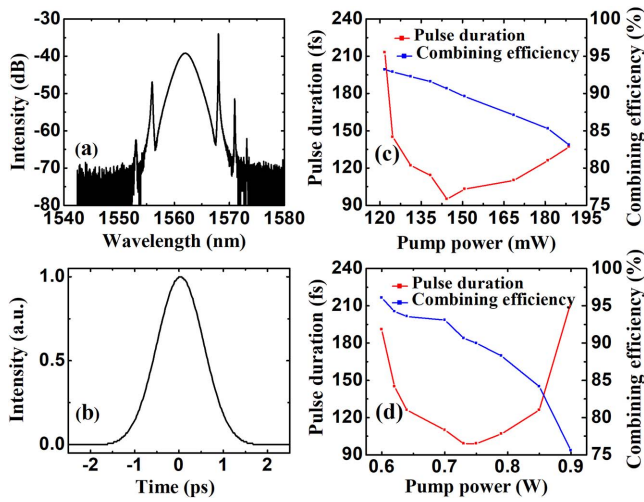 -30
-40
-50
-60
-70
-80
Intensity (dB)
(a)
1540 1550 1560 1570 1580
Wavelength (nm)
240
210
180
150
120
90
Pulse duration (fs)
Pulse duration
Combining efficiency
(c)
100
95
90
85
80
75
Combining efficiency (%)
120 135 150 165 180 195
Pump power (mW)
1.0
0.5
0.0
Intensity (a.u.)
(b)
-2 -1 0 1 2
Time (ps)
240
210
180
150
120
90
Pulse duration (fs)
Pulse duration
Combining efficiency
(d)
100
95
90
85
80
75
Combining efficiency (%)
0.6 0.7 0.8 0.9
Pump power (W)